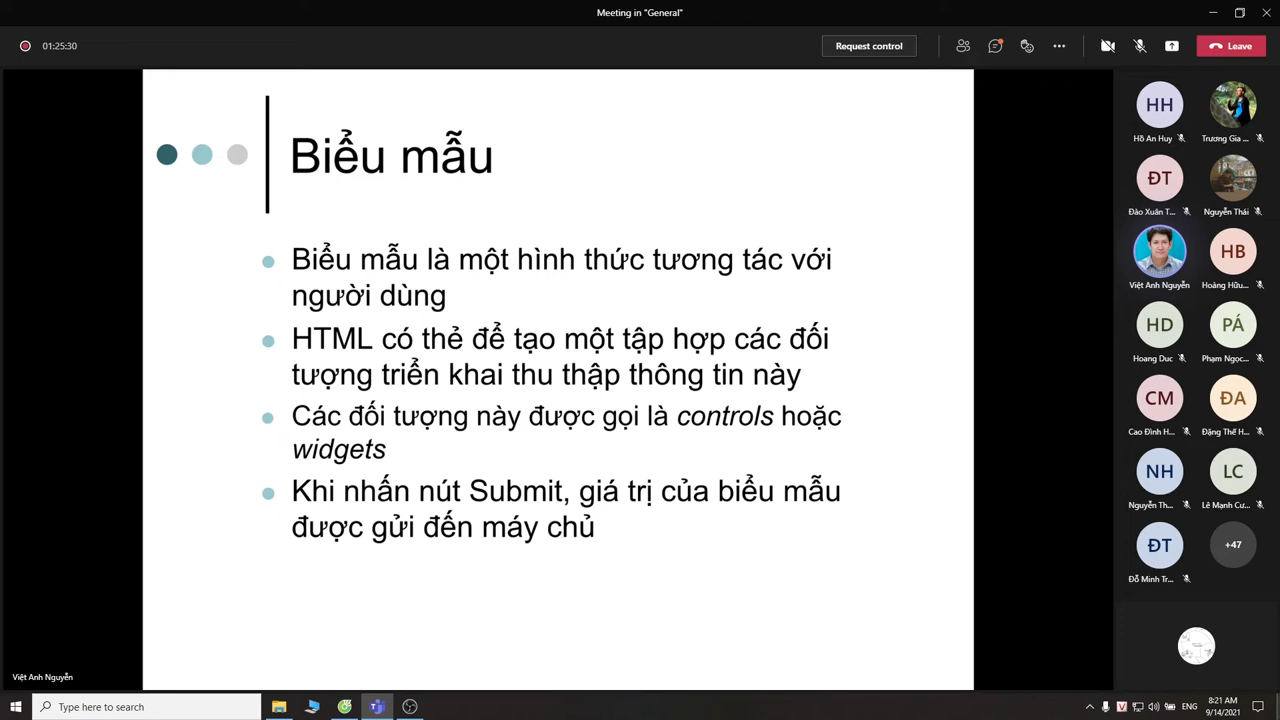 Meeting in "General"
01:25:30
Request control
Leave
Biểu mẫu
Biểu mẫu là một hình thức tương tác với
người dùng
HTML có thẻ để tạo một tập hợp các đối
tượng triển khai thu thập thông tin này
Các đối tượng này được gọi là controls hoặc
widgets
Khi nhấn nút Submit, giá trị của biểu mẫu
được gửi đến máy chủ
HH
Hồ An Huy
Trương Gia ...
ĐT
Đào Xuân T...
Nguyễn Thái
Việt Anh Nguyễn
HB
Hoàng Hữu...
HD
Hoang Duc
PÁ
Phạm Ngọc...
CM
Cao Đình H...
ĐA
Đặng Thế H...
NH
Nguyễn Th...
LC
Lê Mạnh Cư...
ĐT
Đỗ Minh Tr...
+47
Việt Anh Nguyễn
Type here to search
V
8:21 AM
9/14/2021